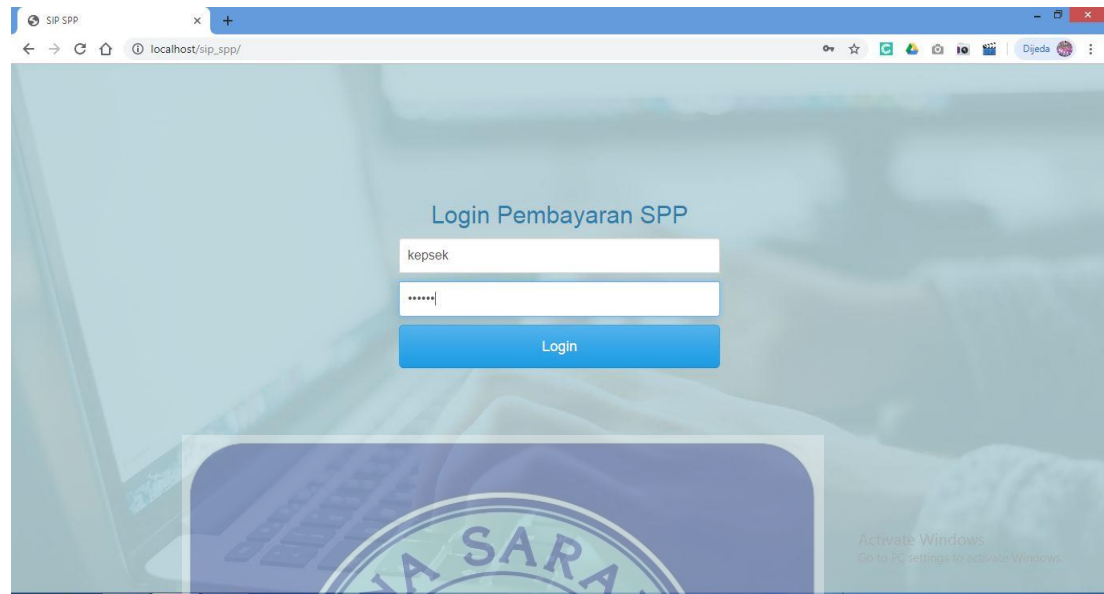 SIP SPP
localhost/sip_spp/
Dijeda
Login Pembayaran SPP
kepsek
••••••
Login
SARA
Activate Windows
Go to PC settings to activate Windows.